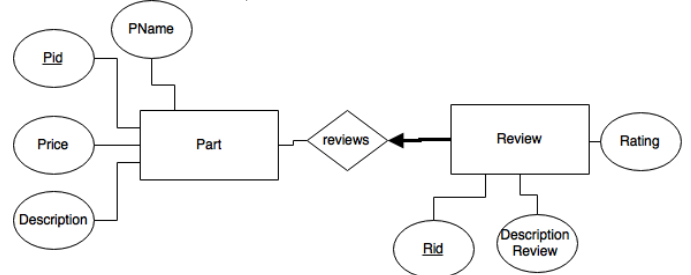 PName
Pid
Price
Part
reviews
Review
Rating
Description
Rid
Description
Review